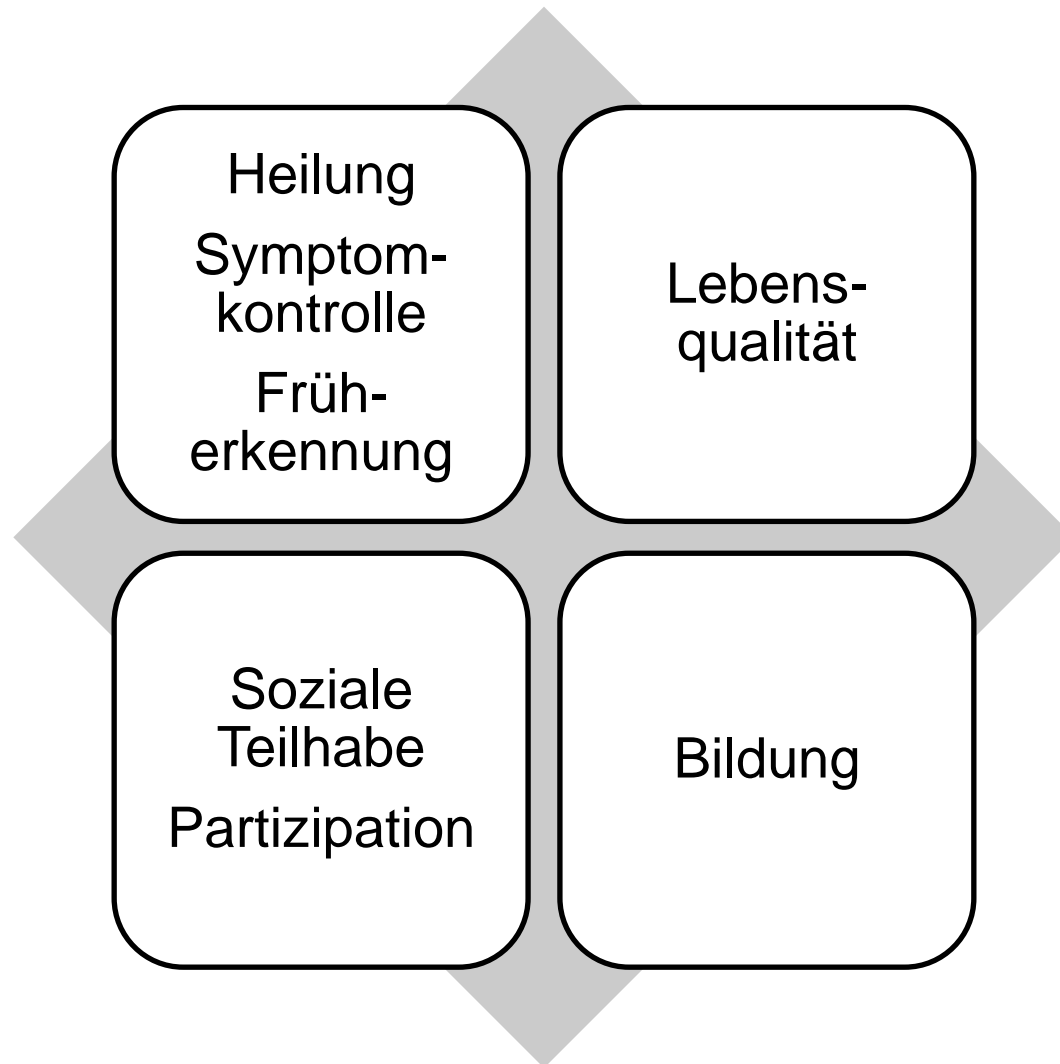 Heilung
Symptom-
kontrolle
Früh-
erkennung
Lebens-
qualität
Soziale
Teilhabe
Partizipation
Bildung